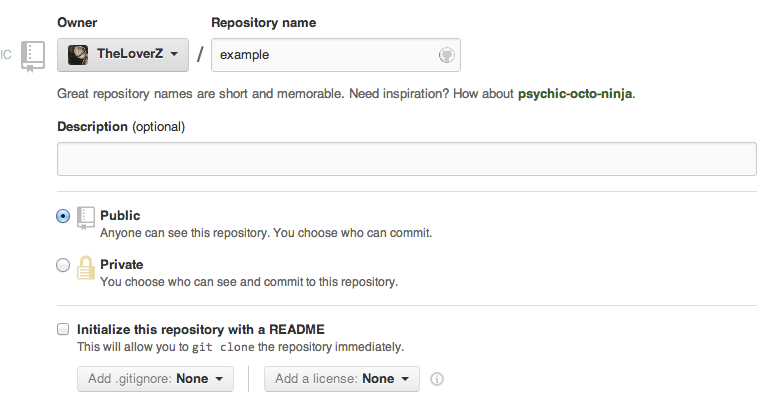 Owner Repository name
IC TheLoverZ / example
Great repository names are short and memorable. Need inspiration? How about psychic-octo-ninja.
Description (optional)
Public
Anyone can see this repository. You choose who can commit.
Private
You choose who can see and commit to this repository.
Initialize this repository with a README
This will allow you to git clone the repository immediately.
Add .gitignore: None Add a license: None